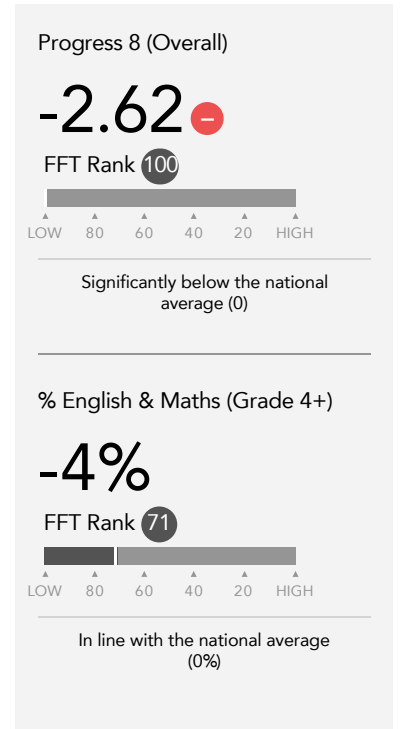 Progress 8 (Overall)
-2.62 –
FFT Rank 100
LOW 80 60 40 20 HIGH
Significantly below the national
average (0)
% English & Maths (Grade 4+)
-4%
FFT Rank 71
LOW 80 60 40 20 HIGH
In line with the national average
(0%)